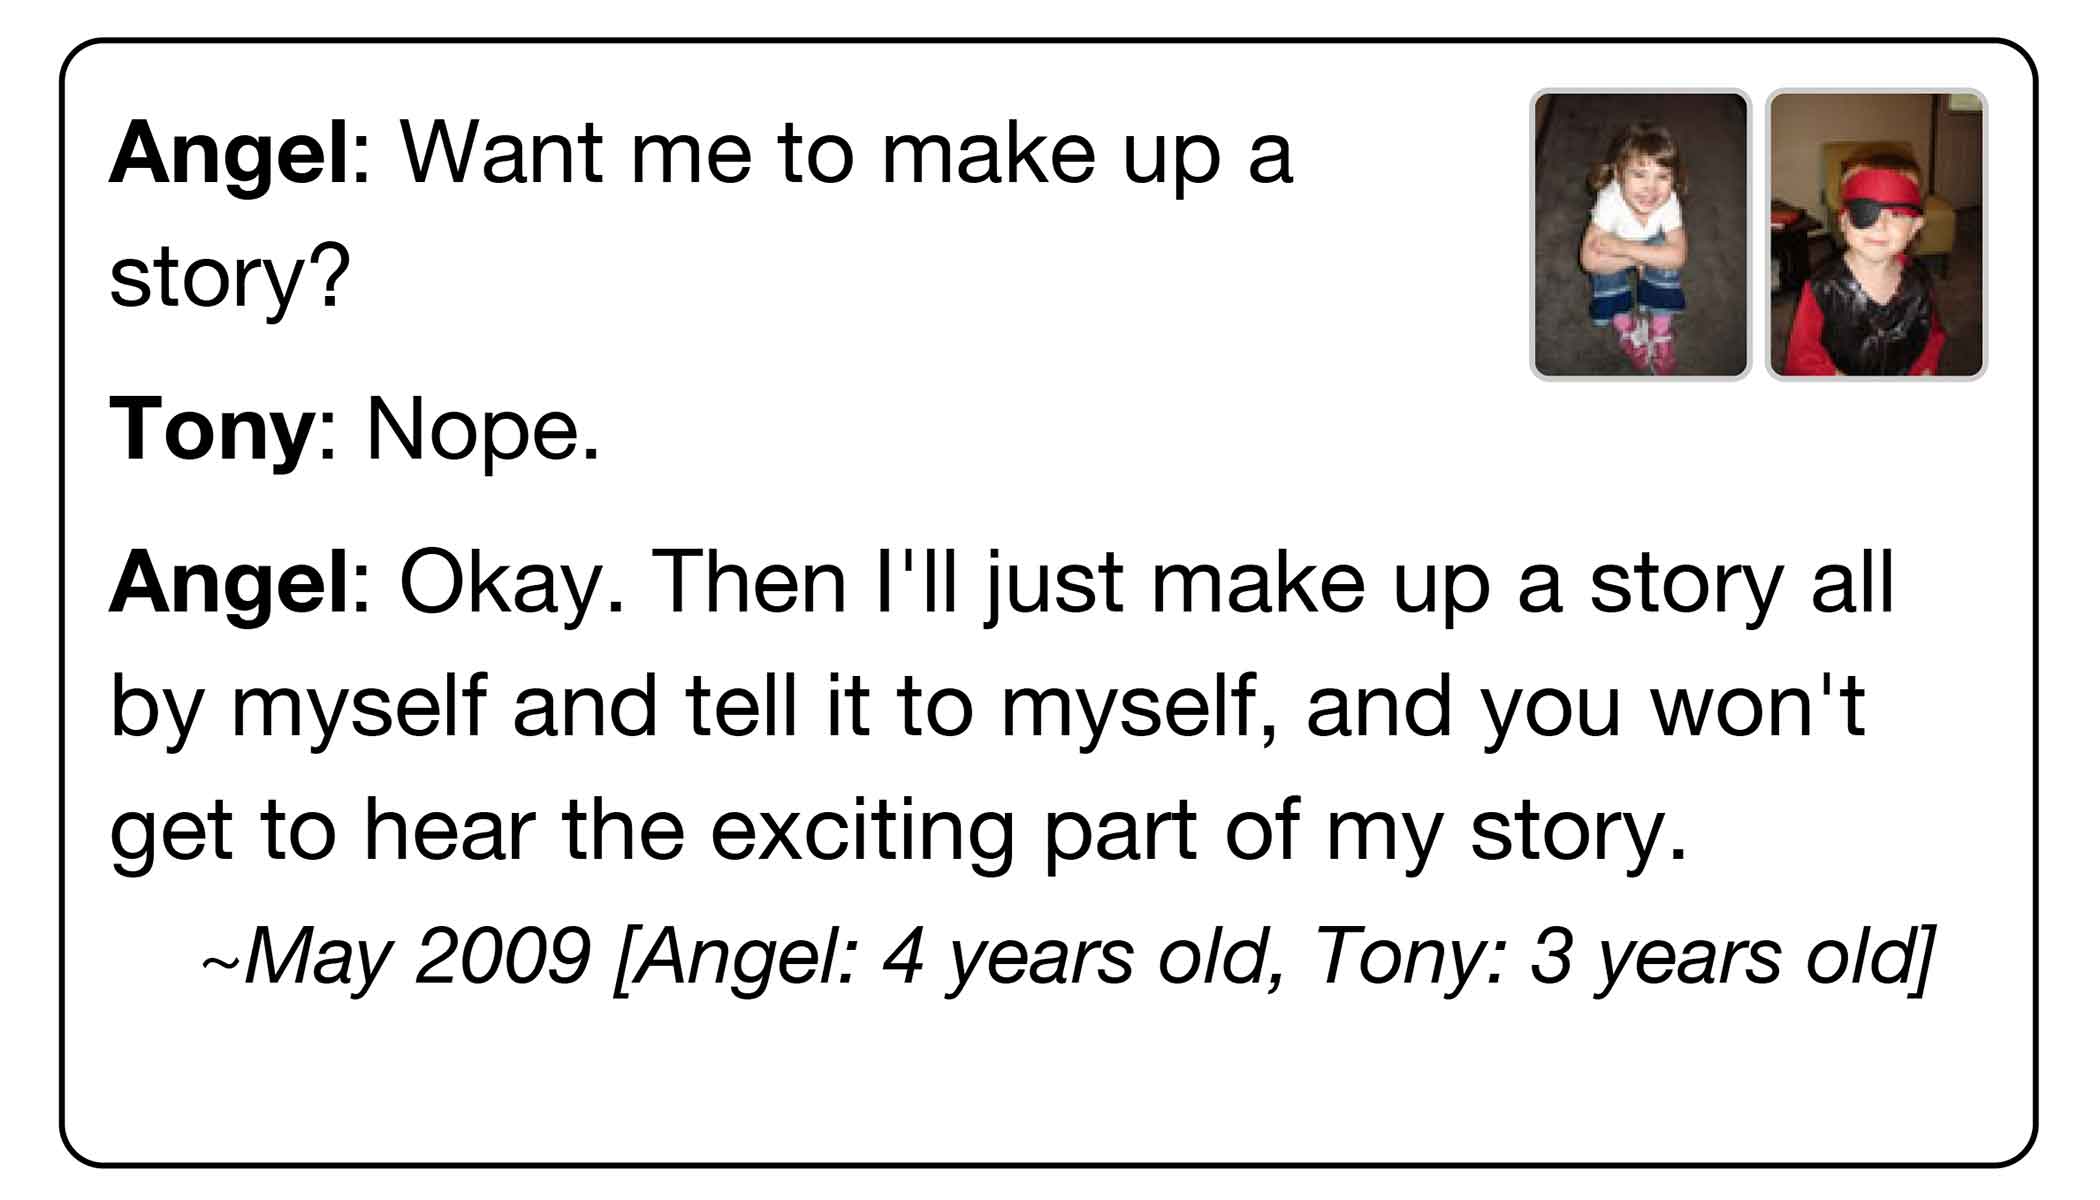 Angel: Want me to make up a
story?
Tony: Nope.
Angel: Okay. Then I'll just make up a story all
by myself and tell it to myself, and you won't
get to hear the exciting part of my story.
~May 2009 [Angel: 4 years old, Tony: 3 years old]